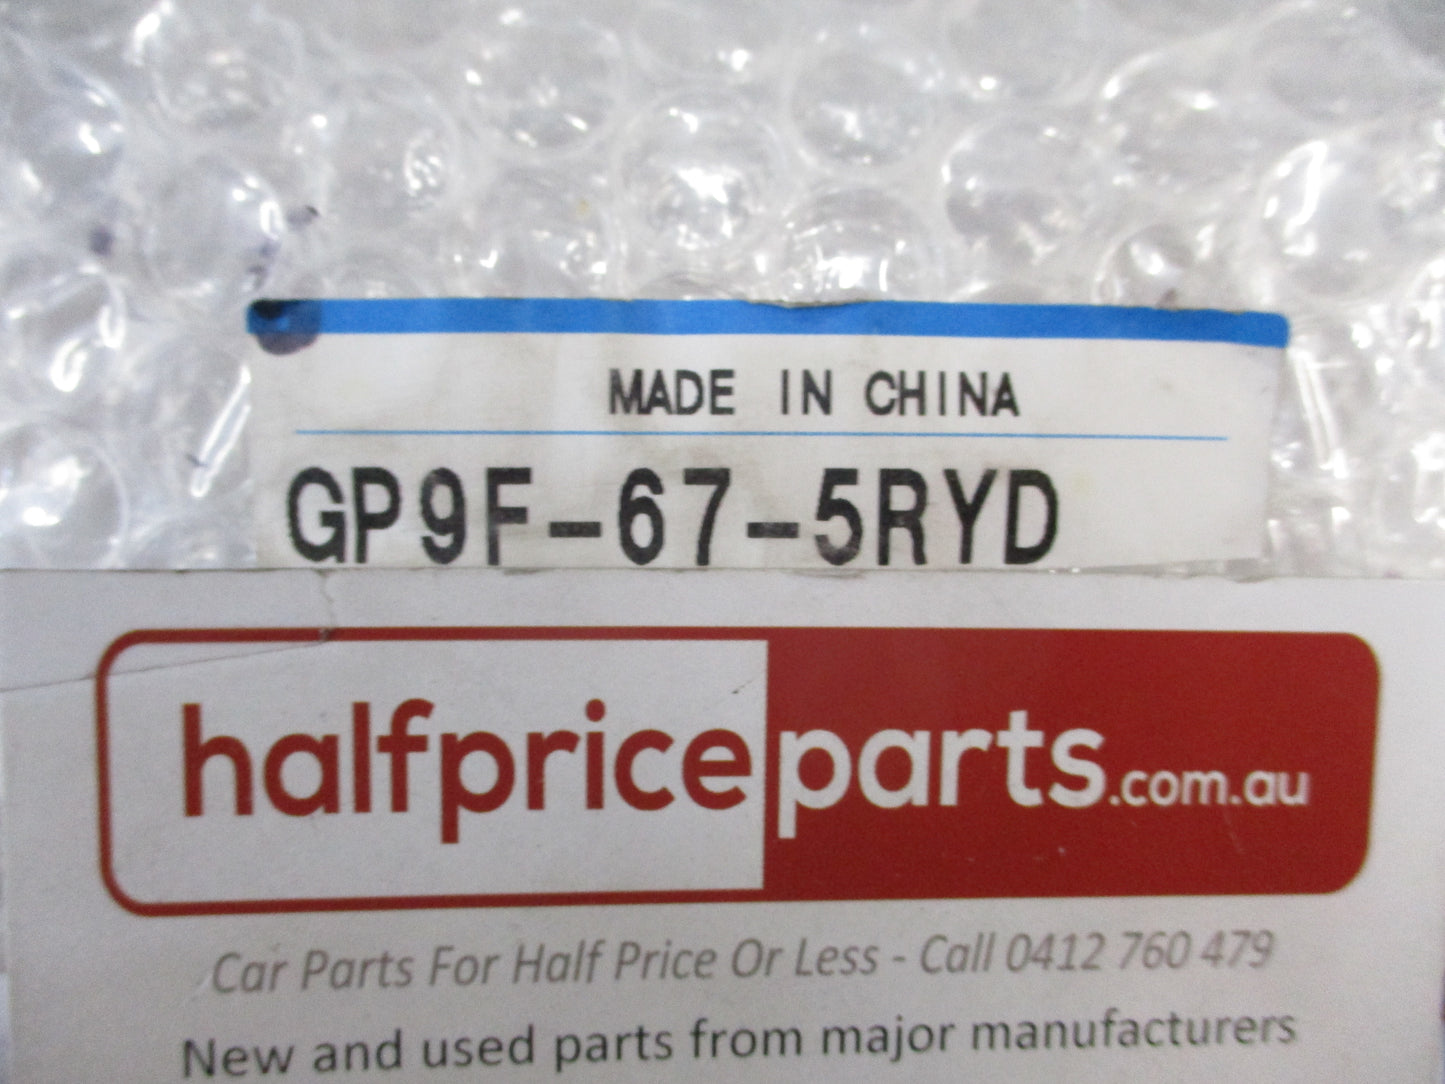 MADE IN CHINA
GP9F-67-5RYD
halfpriceparts.com.au
Car Parts For Half Price Or Less - Call 0412 760 479
New and used parts from major manufacturers